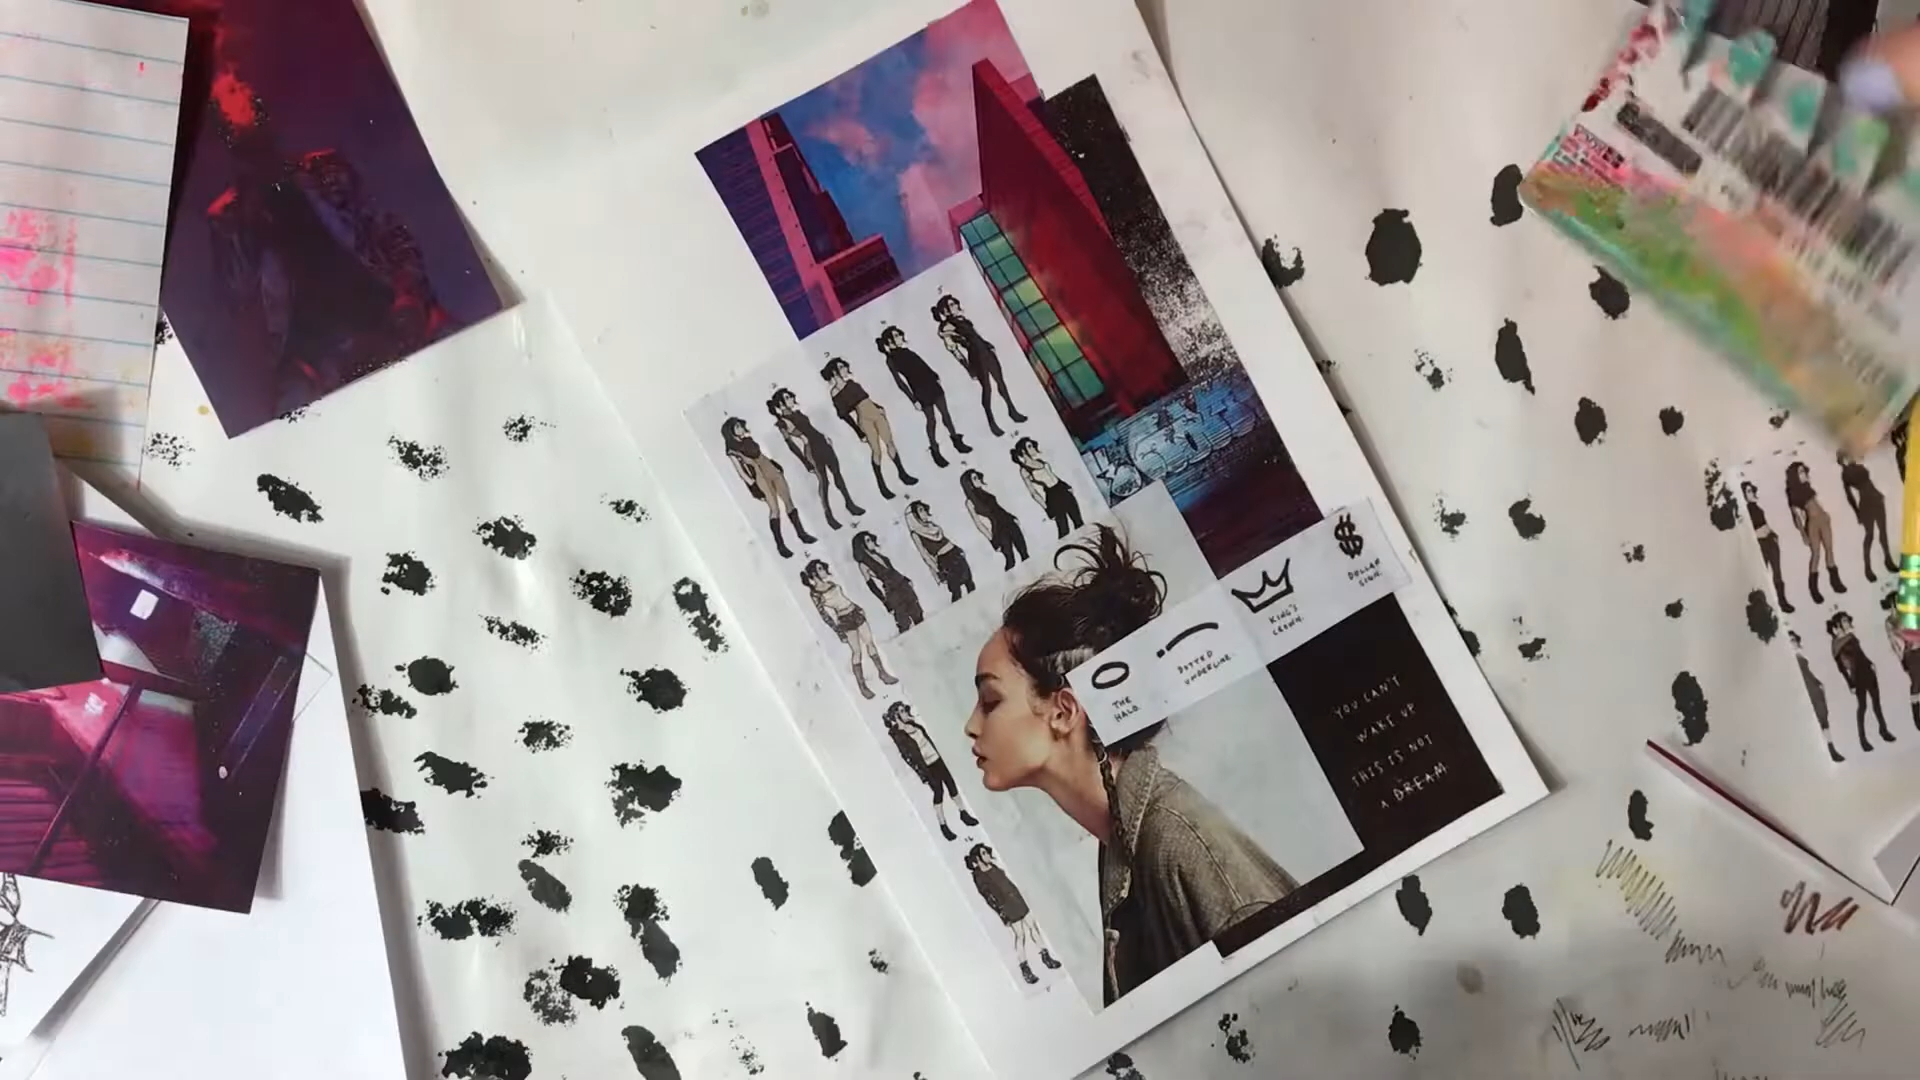 $
DOLLAR
SIGN.
KING'S
CROWN.
DOTTED
UNDERLINE.
THE
HALO.
YOU CAN'T
WAKE UP
THIS IS NOT
A DREAM.